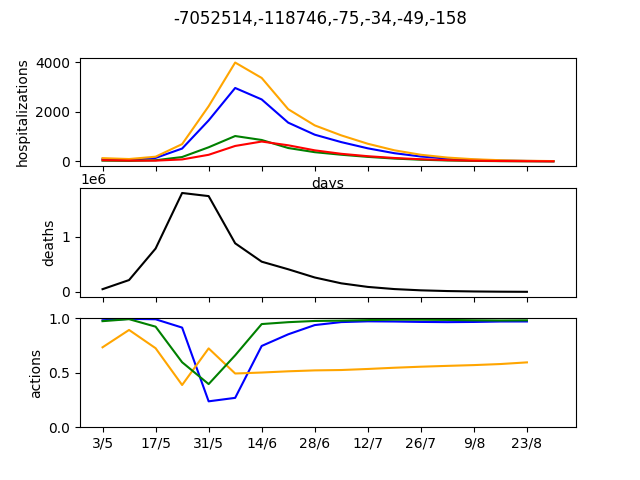 -7052514,-118746,-75,-34,-49,-158
hospitalizations
4000
2000
0
days
1e6
deaths
1
0
actions
1.0
0.5
0.0
3/5 17/5 31/5 14/6 28/6 12/7 26/7 9/8 23/8